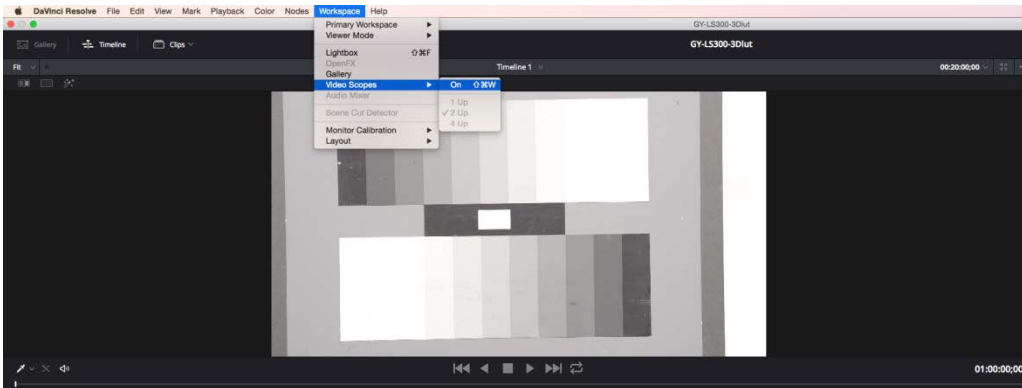 DaVinci Resolve File Edit View Mark Playback Color Nodes Workspace Help
GY-LS300-3Dlut
Gallery Timeline Clips GY-LS300-3Dlut
Fit Timeline 1 00:20:00;00
Primary Workspace
Viewer Mode
Lightbox ⇧⌘F
OpenFX
Gallery
Video Scopes On ⇧⌘W
Audio Mixer 1 Up
Scene Cut Detector ✓ 2 Up
4 Up
Monitor Calibration
Layout
01:00:00;00